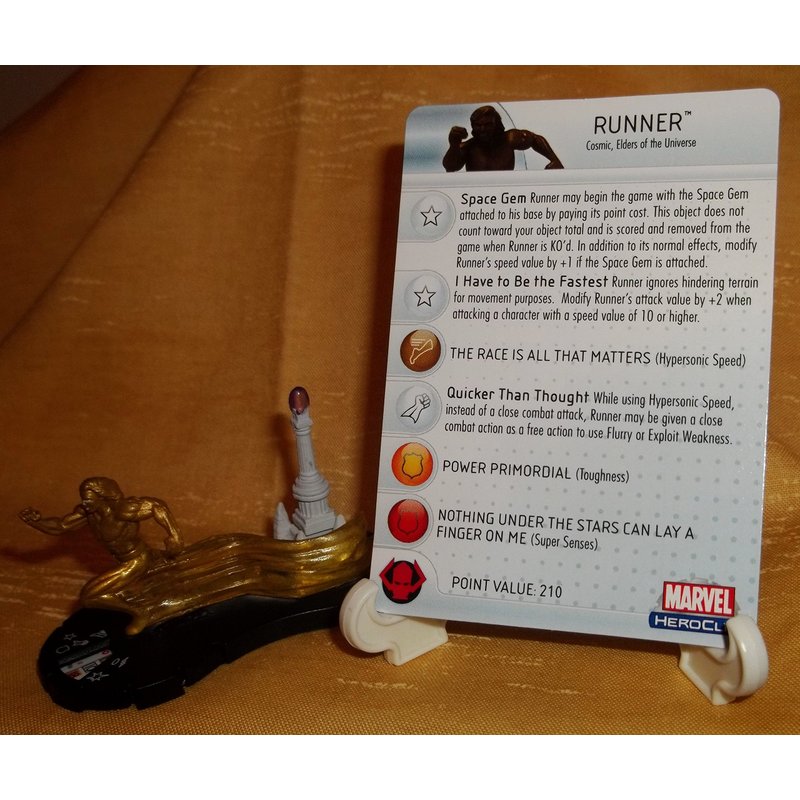 RUNNER™
Cosmic, Elders of the Universe
Space Gem Runner may begin the game with the Space Gem
attached to his base by paying its point cost. This object does not
count toward your object total and is scored and removed from the
game when Runner is KO'd. In addition to its normal effects, modify
Runner's speed value by +1 if the Space Gem is attached.
I Have to Be the Fastest Runner ignores hindering terrain
for movement purposes. Modify Runner's attack value by +2 when
attacking a character with a speed value of 10 or higher.
THE RACE IS ALL THAT MATTERS (Hypersonic Speed)
Quicker Than Thought While using Hypersonic Speed,
instead of a close combat attack, Runner may be given a close
combat action as a free action to use Flurry or Exploit Weakness.
POWER PRIMORDIAL (Toughness)
NOTHING UNDER THE STARS CAN LAY A
FINGER ON ME (Super Senses)
POINT VALUE: 210
MARVEL